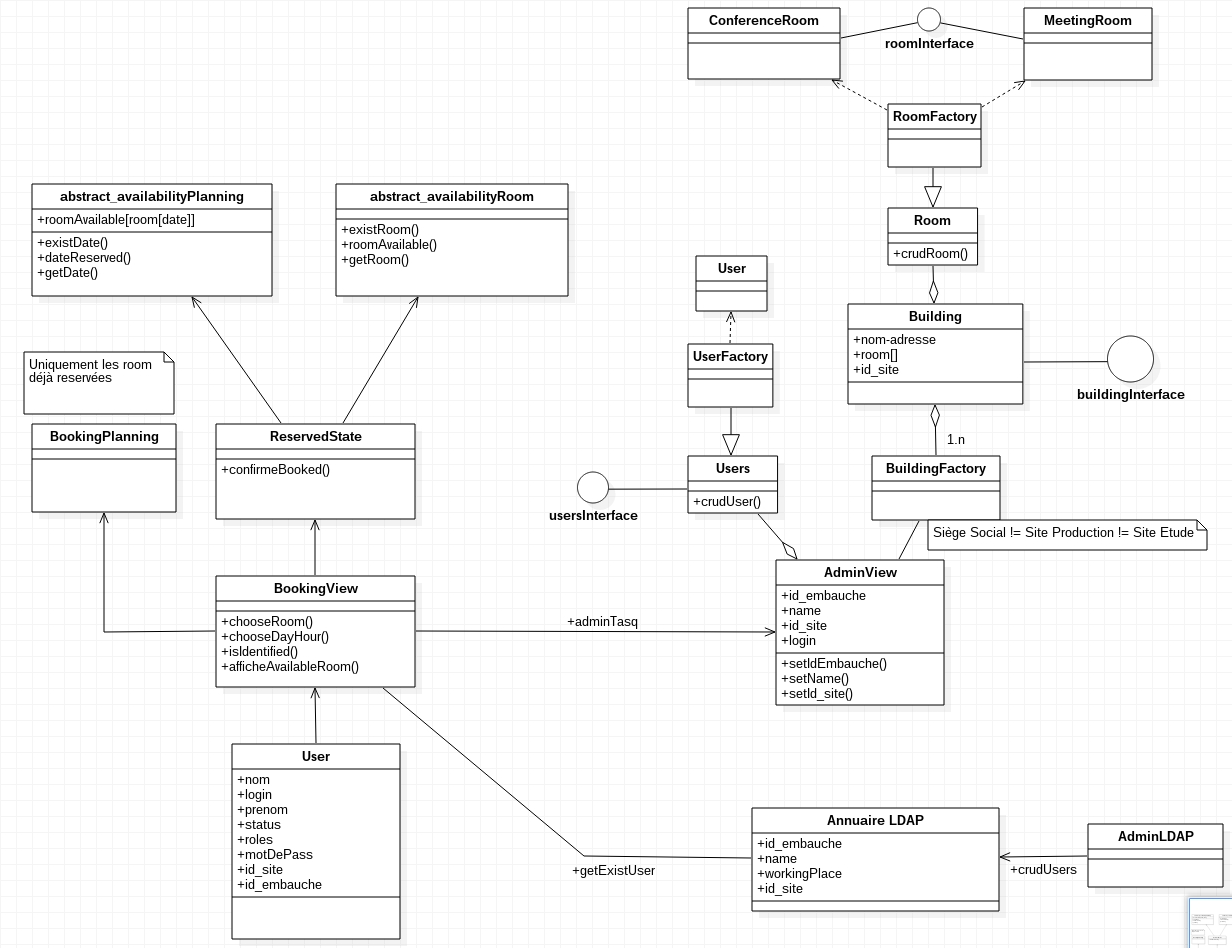 ConferenceRoom
roomInterface
MeetingRoom
RoomFactory
abstract_availabilityPlanning
+roomAvailable[room[date]]
+existDate()
+dateReserved()
+getDate()
abstract_availabilityRoom
+existRoom()
+roomAvailable()
+getRoom()
Room
+crudRoom()
User
UserFactory
Building
+nom-adresse
+room[]
+id_site
buildingInterface
1.n
Uniquement les room
déjà reservées
BookingPlanning
ReservedState
+confirmeBooked()
usersInterface
Users
+crudUser()
BuildingFactory
Siège Social != Site Production != Site Etude
BookingView
+chooseRoom()
+chooseDayHour()
+isIdentified()
+afficheAvailableRoom()
+adminTasq
AdminView
+id_embauche
+name
+id_site
+login
+setIdEmbauche()
+setName()
+setId_site()
User
+nom
+login
+prenom
+status
+roles
+motDePass
+id_site
+id_embauche
+getExistUser
Annuaire LDAP
+id_embauche
+name
+workingPlace
+id_site
+crudUsers
AdminLDAP